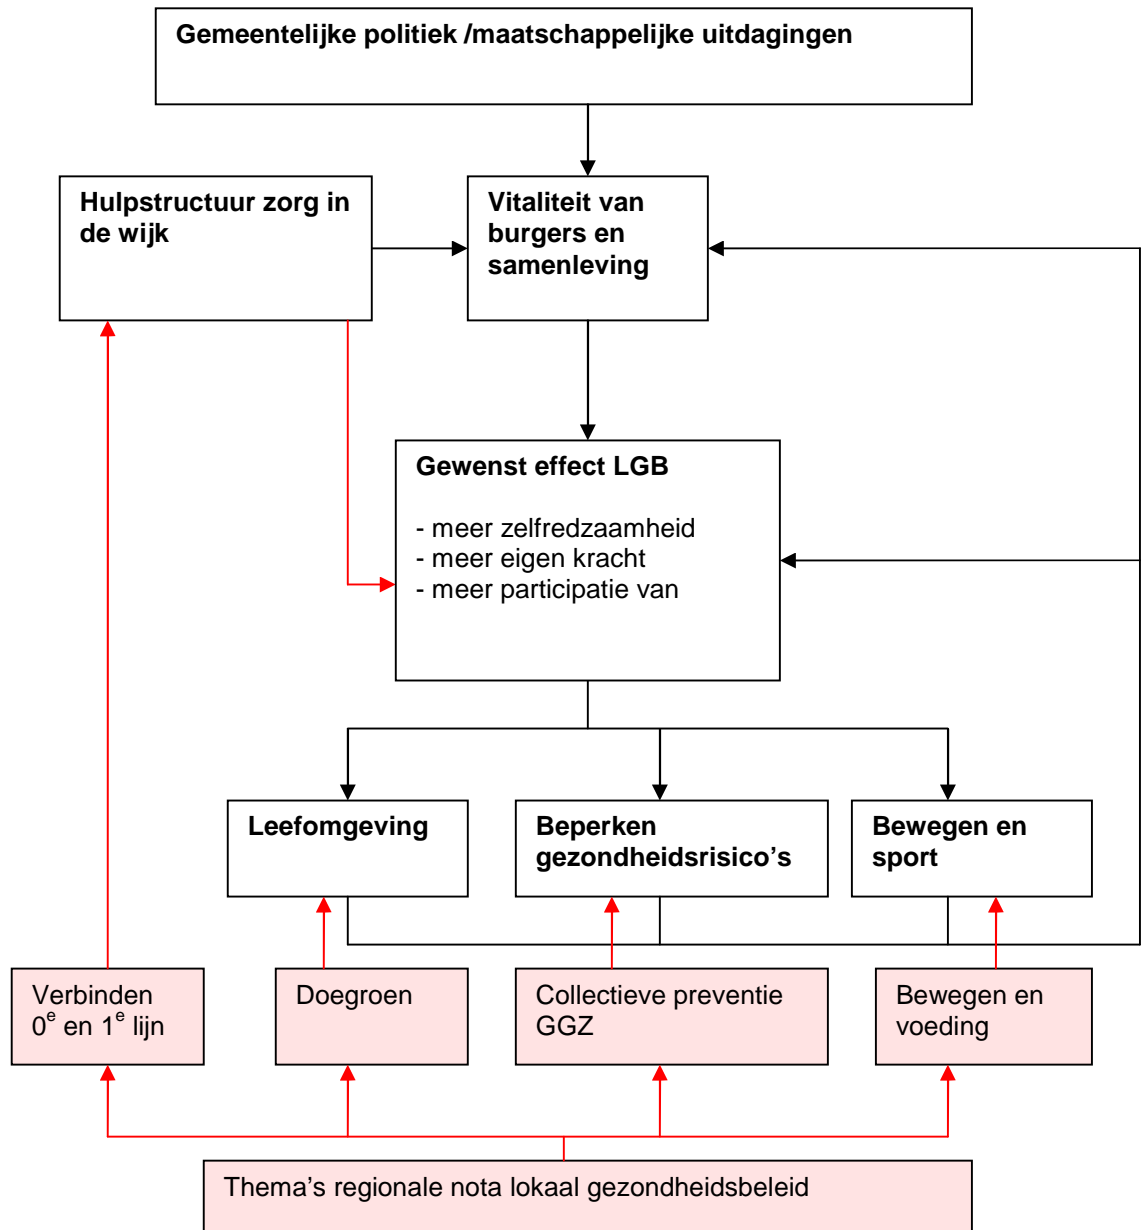 Gemeentelijke politiek /maatschappelijke uitdagingen
Hulpstructuur zorg in
de wijk
Vitaliteit van
burgers en
samenleving
Gewenst effect LGB
- meer zelfredzaamheid
- meer eigen kracht
- meer participatie van
Leefomgeving
Beperken
gezondheidsrisico’s
Bewegen en
sport
Verbinden
0e en 1e lijn
Doegroen
Collectieve preventie
GGZ
Bewegen en
voeding
Thema’s regionale nota lokaal gezondheidsbeleid